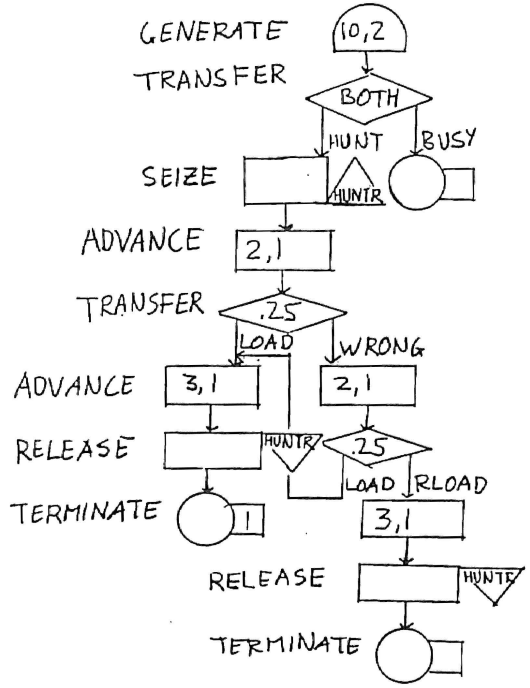 GENERATE 10,2
TRANSFER BOTH
HUNT BUSY
SEIZE HUNTR
ADVANCE 2,1
TRANSFER .25
LOAD WRONG
ADVANCE 3,1 2,1
RELEASE HUNTR .25
LOAD RLOAD
TERMINATE 1 3,1
RELEASE HUNTR
TERMINATE